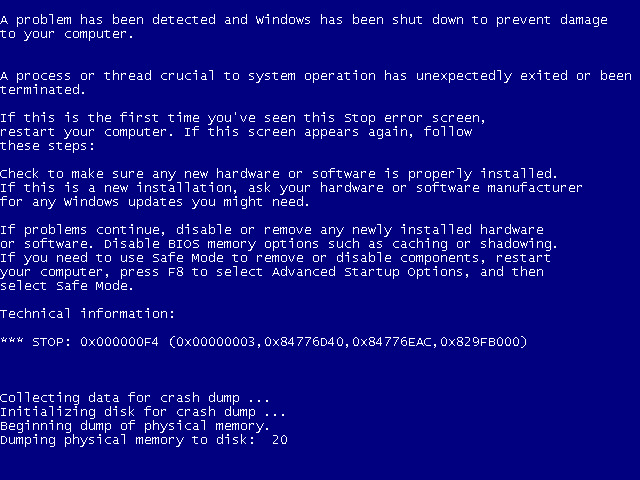 A problem has been detected and Windows has been shut down to prevent damage
to your computer.
A process or thread crucial to system operation has unexpectedly exited or been
terminated.
If this is the first time you've seen this Stop error screen,
restart your computer. If this screen appears again, follow
these steps:
Check to make sure any new hardware or software is properly installed.
If this is a new installation, ask your hardware or software manufacturer
for any Windows updates you might need.
If problems continue, disable or remove any newly installed hardware
or software. Disable BIOS memory options such as caching or shadowing.
If you need to use Safe Mode to remove or disable components, restart
your computer, press F8 to select Advanced Startup Options, and then
select Safe Mode.
Technical information:
*** STOP: 0x000000F4 (0x00000003,0x84776D40,0x84776EAC,0x829FB000)
Collecting data for crash dump ...
Initializing disk for crash dump ...
Beginning dump of physical memory.
Dumping physical memory to disk:  20